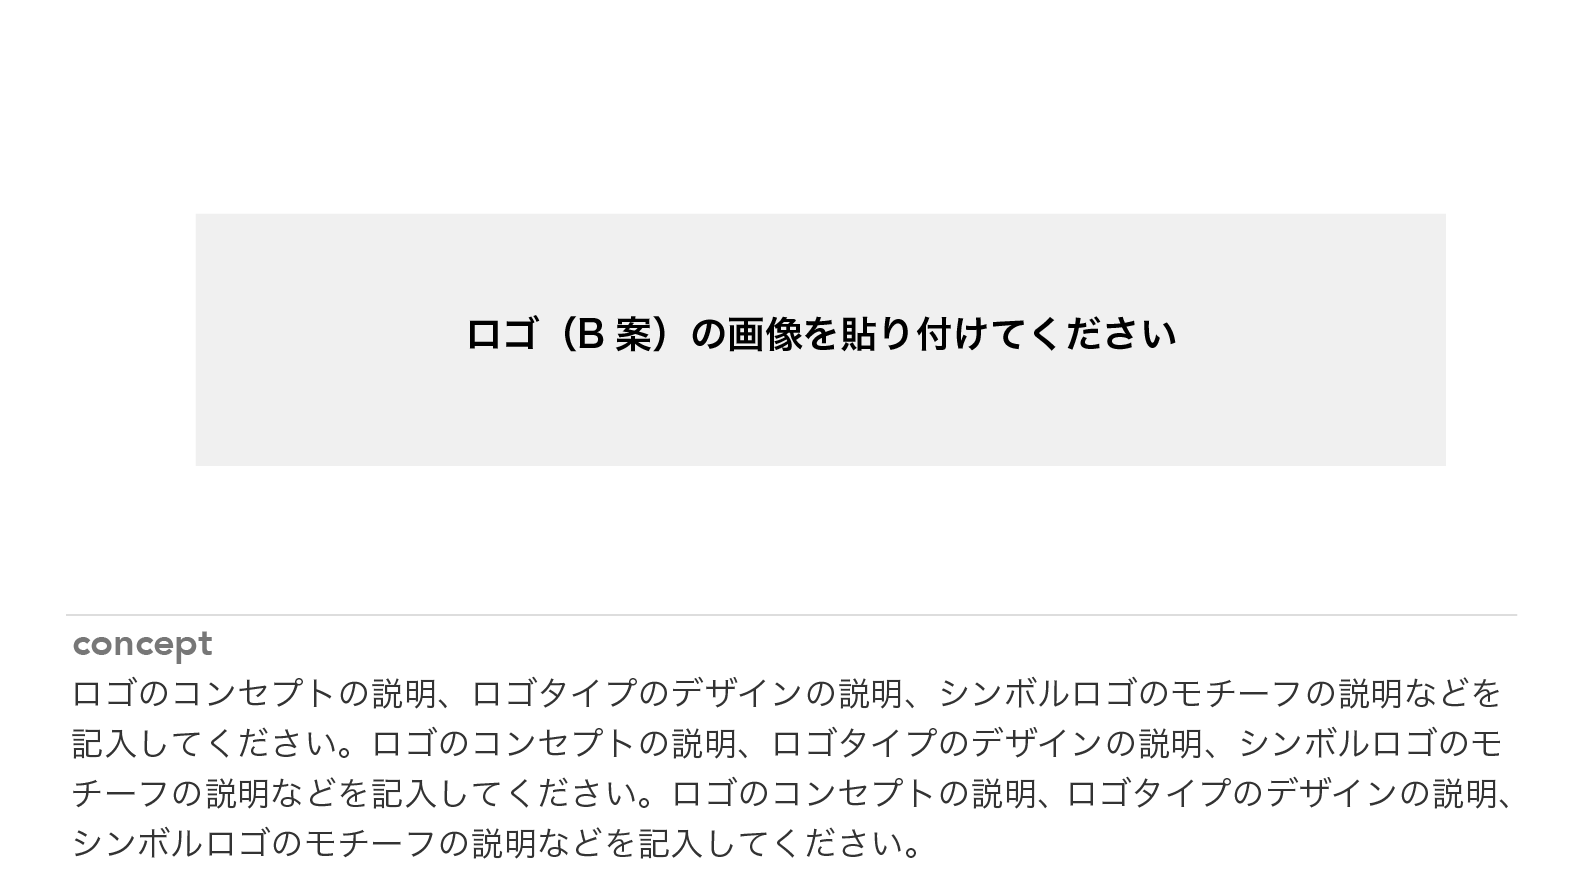 ロゴ（B 案）の画像を貼り付けてください
concept
ロゴのコンセプトの説明、ロゴタイプのデザインの説明、シンボルロゴのモチーフの説明などを
記入してください。ロゴのコンセプトの説明、ロゴタイプのデザインの説明、シンボルロゴのモ
チーフの説明などを記入してください。ロゴのコンセプトの説明、ロゴタイプのデザインの説明、
シンボルロゴのモチーフの説明などを記入してください。